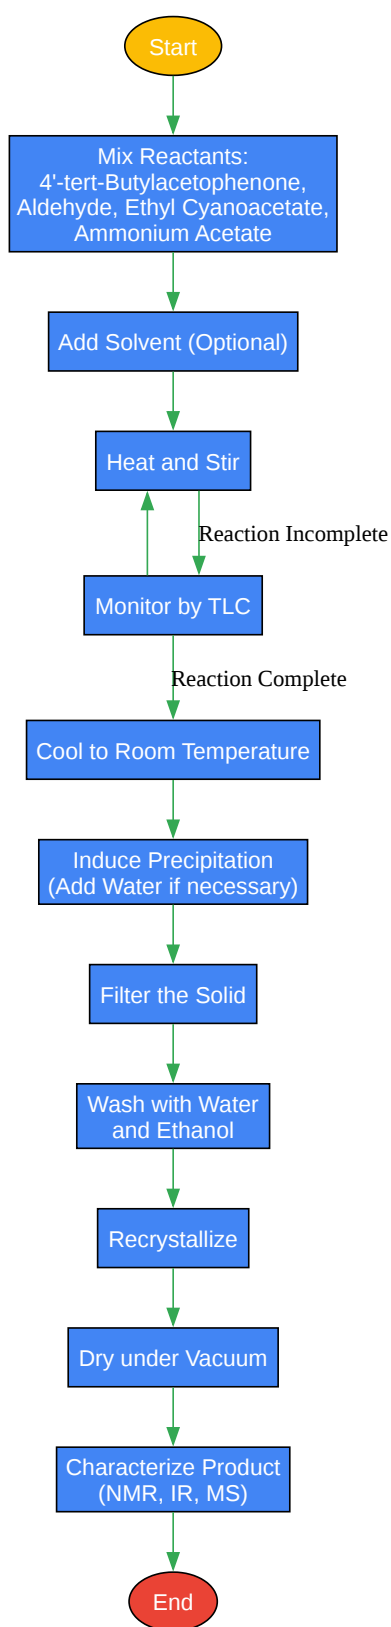 Start
Mix Reactants:
4'-tert-Butylacetophenone,
Aldehyde, Ethyl Cyanoacetate,
Ammonium Acetate
Add Solvent (Optional)
Heat and Stir
Reaction Incomplete
Monitor by TLC
Reaction Complete
Cool to Room Temperature
Induce Precipitation
(Add Water if necessary)
Filter the Solid
Wash with Water
and Ethanol
Recrystallize
Dry under Vacuum
Characterize Product
(NMR, IR, MS)
End